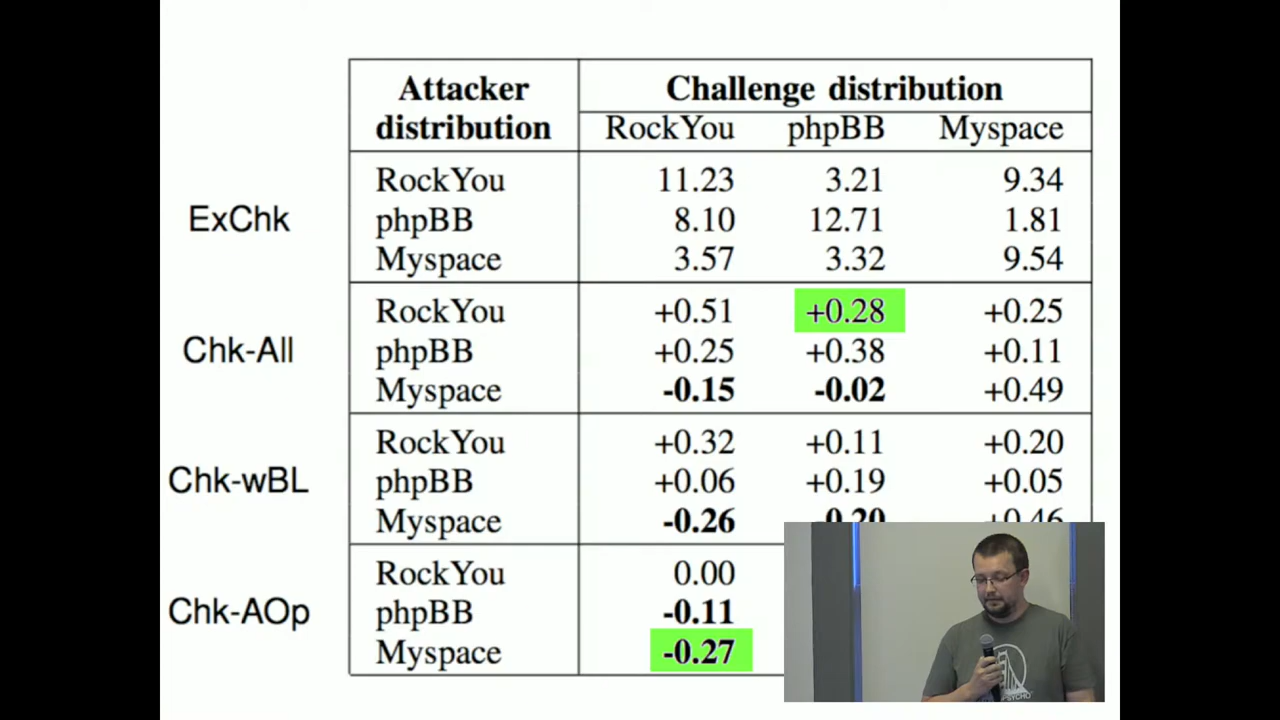 Attacker distribution Challenge distribution
RockYou phpBB Myspace
ExChk
RockYou 11.23 3.21 9.34
phpBB 8.10 12.71 1.81
Myspace 3.57 3.32 9.54
Chk-All
RockYou +0.51 +0.28 +0.25
phpBB +0.25 +0.38 +0.11
Myspace -0.15 -0.02 +0.49
Chk-wBL
RockYou +0.32 +0.11 +0.20
phpBB +0.06 +0.19 +0.05
Myspace -0.26 0.20 +0.46
Chk-AOp
RockYou 0.00
phpBB -0.11
Myspace -0.27